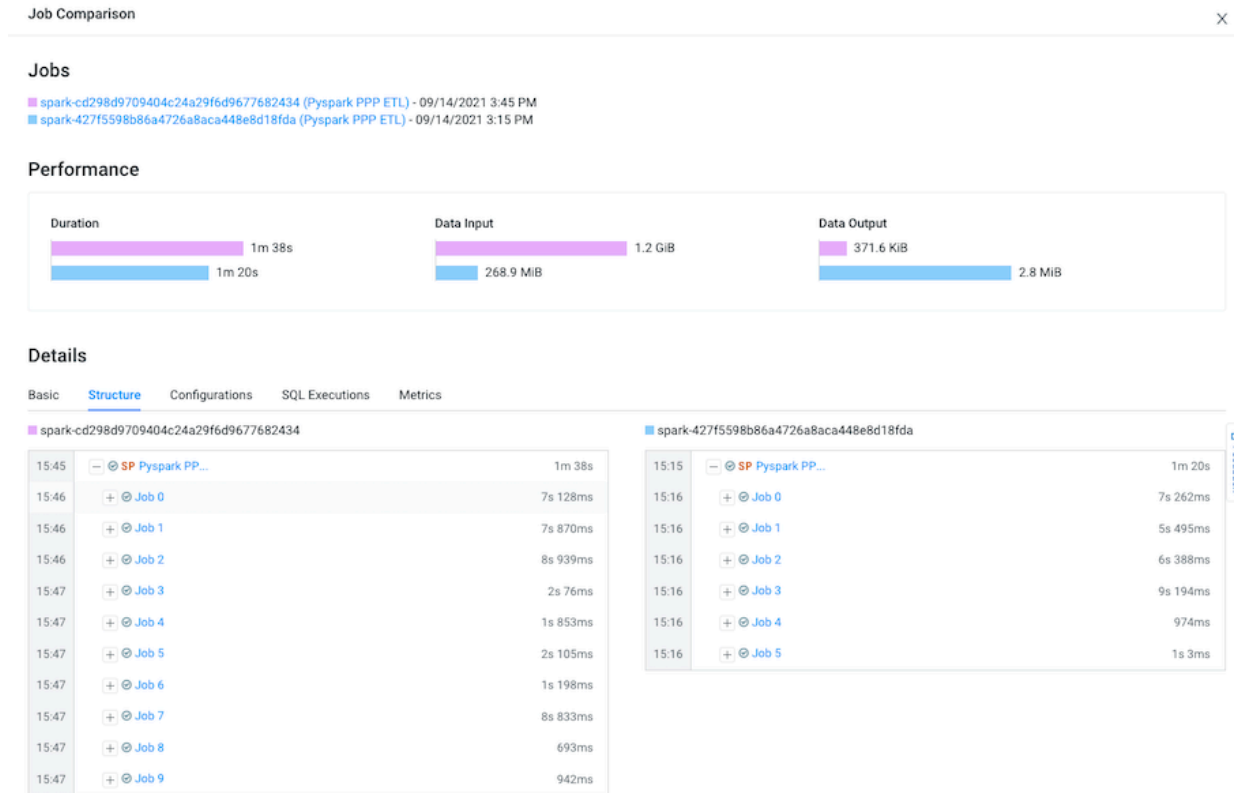 Job Comparison
Jobs
spark-cd298d9709404c24a29f6d9677682434 (Pyspark PPP ETL) - 09/14/2021 3:45 PM
spark-427f5598b86a4726a8aca448e8d18fda (Pyspark PPP ETL) - 09/14/2021 3:15 PM
Performance
Duration Data Input Data Output
1m 38s 1.2 GiB 371.6 KiB
1m 20s 268.9 MiB 2.8 MiB
Details
Basic Structure Configurations SQL Executions Metrics
spark-cd298d9709404c24a29f6d9677682434
15:45 SP Pyspark PP... 1m 38s
15:46 Job 0 7s 128ms
15:46 Job 1 7s 870ms
15:46 Job 2 8s 939ms
15:47 Job 3 2s 76ms
15:47 Job 4 1s 853ms
15:47 Job 5 2s 105ms
15:47 Job 6 1s 198ms
15:47 Job 7 8s 833ms
15:47 Job 8 693ms
15:47 Job 9 942ms
spark-427f5598b86a4726a8aca448e8d18fda
15:15 SP Pyspark PP... 1m 20s
15:16 Job 0 7s 262ms
15:16 Job 1 5s 495ms
15:16 Job 2 6s 388ms
15:16 Job 3 9s 194ms
15:16 Job 4 974ms
15:16 Job 5 1s 3ms